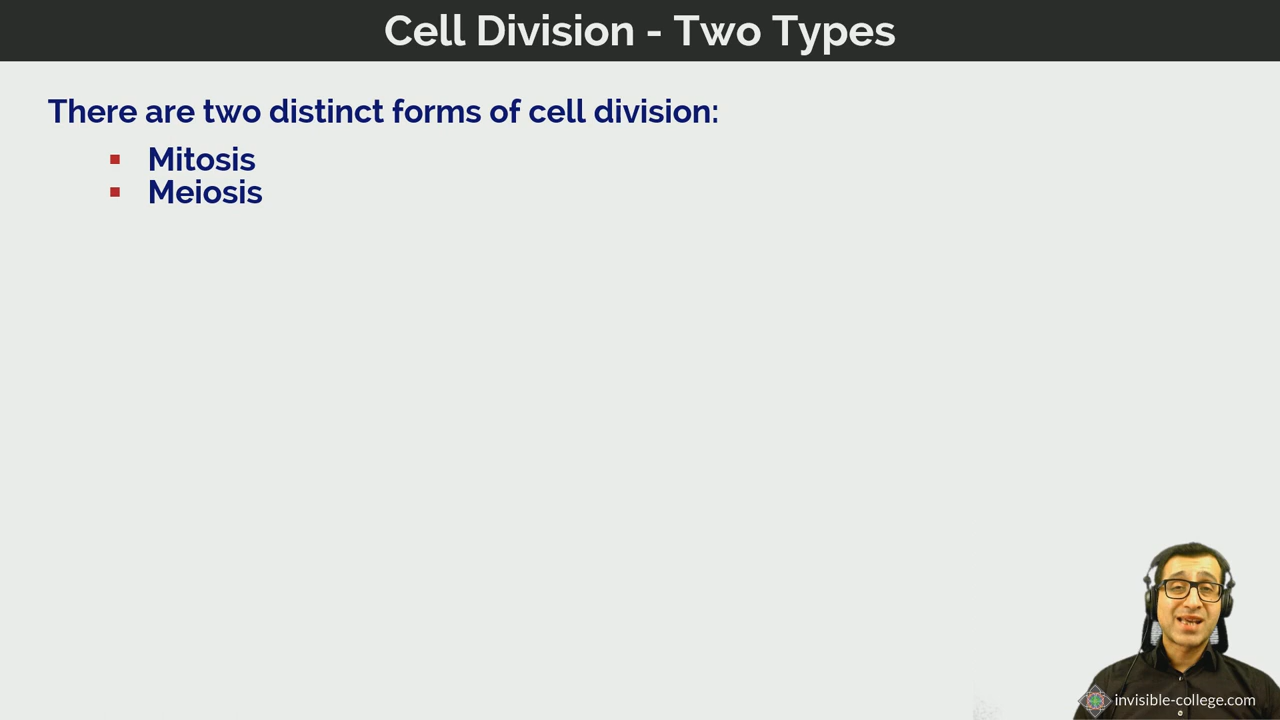 Cell Division - Two Types
There are two distinct forms of cell division:
Mitosis
Meiosis
invisible-college.com